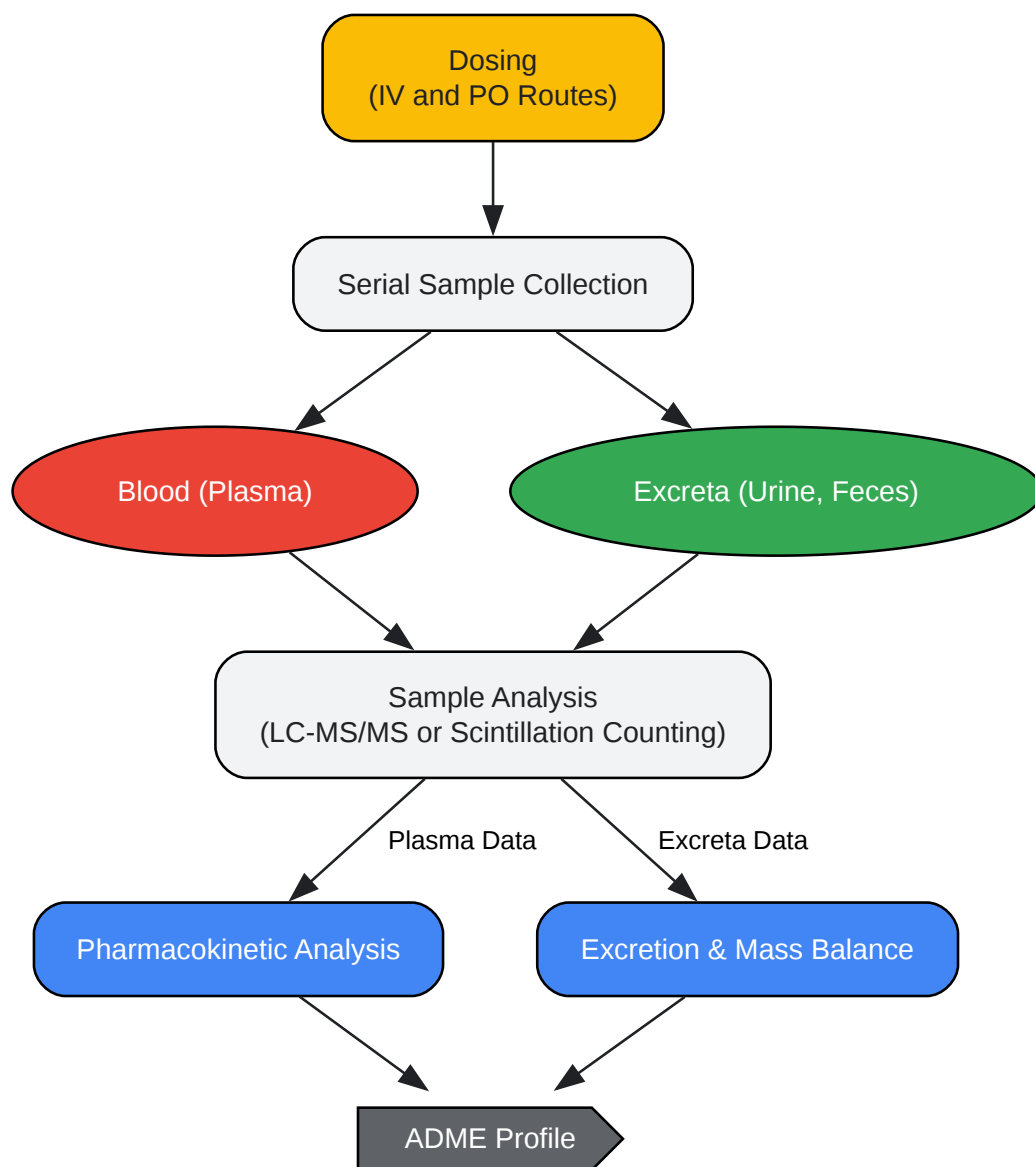 Dosing
(IV and PO Routes)
Serial Sample Collection
Blood (Plasma)
Excreta (Urine, Feces)
Sample Analysis
(LC-MS/MS or Scintillation Counting)
Plasma Data
Excreta Data
Pharmacokinetic Analysis
Excretion & Mass Balance
ADME Profile